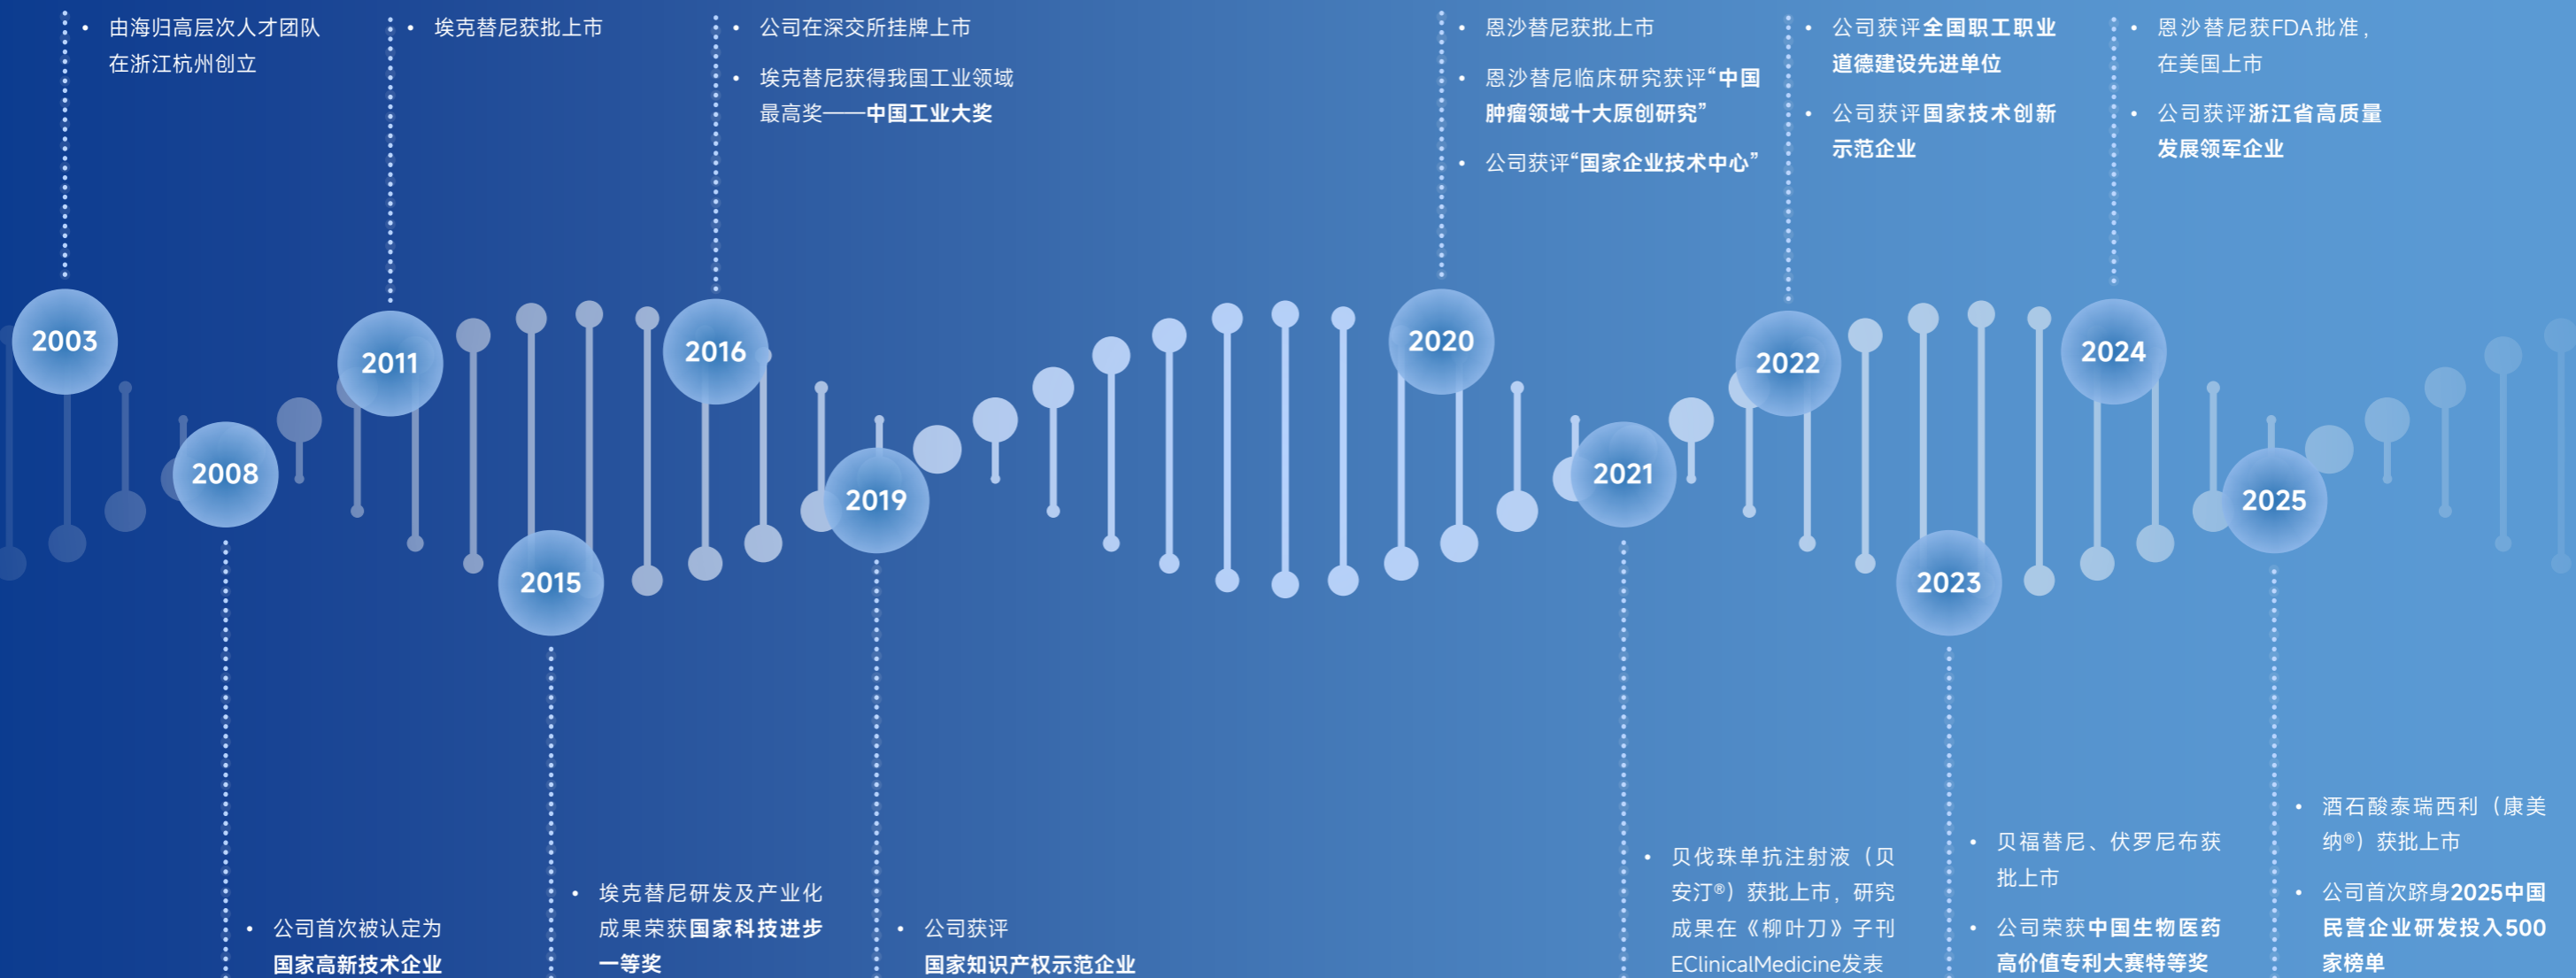 • 由海归高层次人才团队
在浙江杭州创立
• 埃克替尼获批上市
• 公司在深交所挂牌上市
• 埃克替尼获得我国工业领域
最高奖——中国工业大奖
• 恩沙替尼获批上市
• 恩沙替尼临床研究获评“中国
肿瘤领域十大原创研究”
• 公司获评“国家企业技术中心”
• 公司获评全国职工职业
道德建设先进单位
• 公司获评国家技术创新
示范企业
• 恩沙替尼获FDA批准，
在美国上市
• 公司获评浙江省高质量
发展领军企业
2003
2008
2011
2015
2016
2019
2020
2021
2022
2023
2024
2025
• 公司首次被认定为
国家高新技术企业
• 埃克替尼研发及产业化
成果荣获国家科技进步
一等奖
• 公司获评
国家知识产权示范企业
• 贝伐珠单抗注射液（贝
安汀®）获批上市，研究
成果在《柳叶刀》子刊
EClinicalMedicine发表
• 贝福替尼、伏罗尼布获
批上市
• 公司荣获中国生物医药
高价值专利大赛特等奖
• 酒石酸泰瑞西利（康美
纳®）获批上市
• 公司首次跻身2025中国
民营企业研发投入500
家榜单